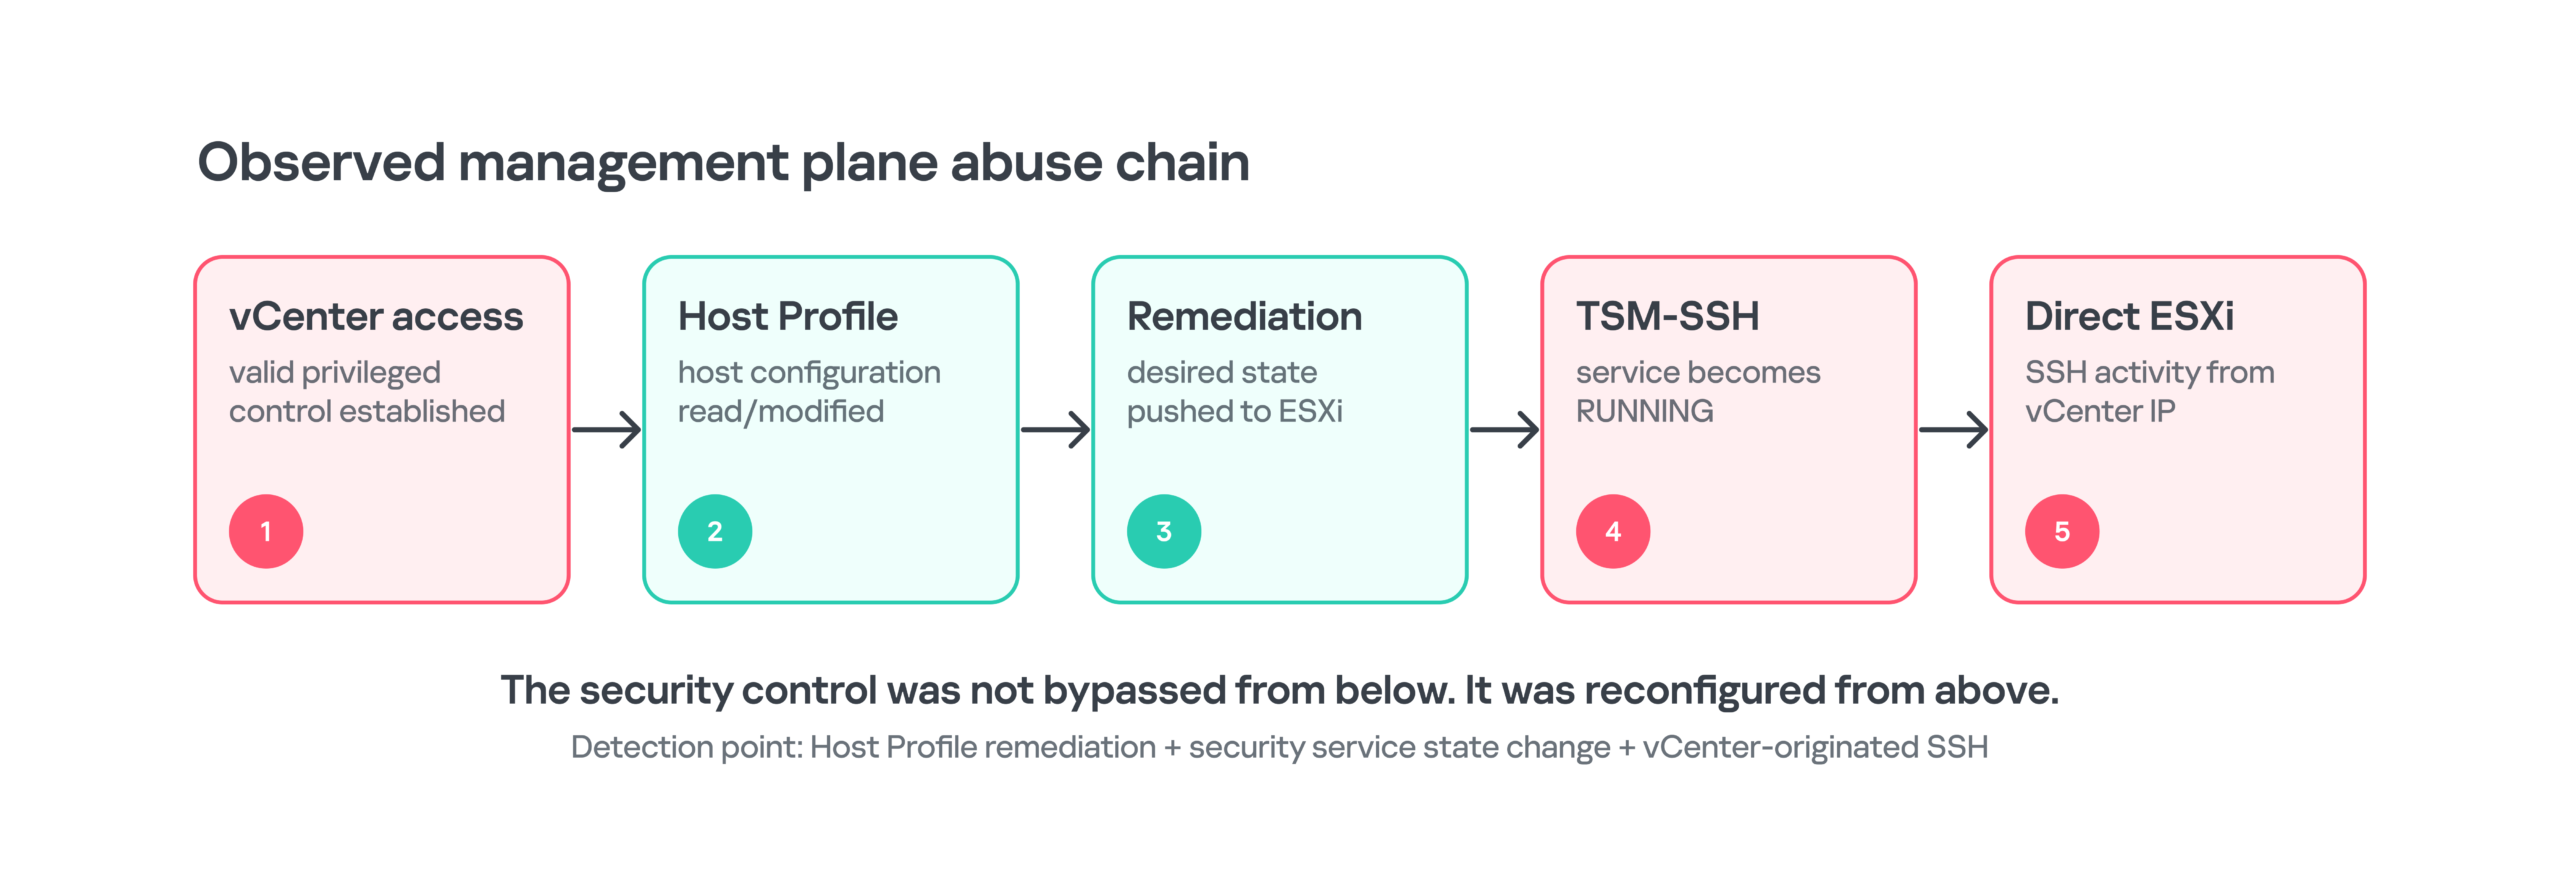 Observed management plane abuse chain
vCenter access
valid privileged
control established
1
Host Profile
host configuration
read/modified
2
Remediation
desired state
pushed to ESXi
3
TSM-SSH
service becomes
RUNNING
4
Direct ESXi
SSH activity from
vCenter IP
5
The security control was not bypassed from below. It was reconfigured from above.
Detection point: Host Profile remediation + security service state change + vCenter-originated SSH